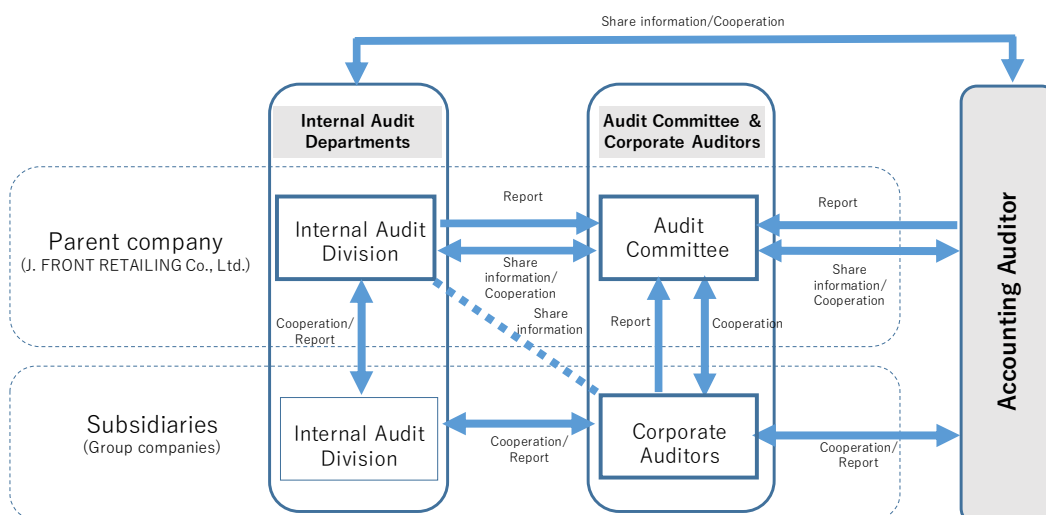 Share information/Cooperation
Internal Audit
Departments
Audit Committee &
Corporate Auditors
Parent company
(J. FRONT RETAILING Co., Ltd.)
Internal Audit
Division
Report
Share
information/
Cooperation
Audit
Committee
Report
Share
information/
Cooperation
Accounting Auditor
Cooperation/
Report
Share
information
Report
Cooperation
Subsidiaries
(Group companies)
Internal Audit
Division
Cooperation/
Report
Corporate
Auditors
Cooperation/
Report